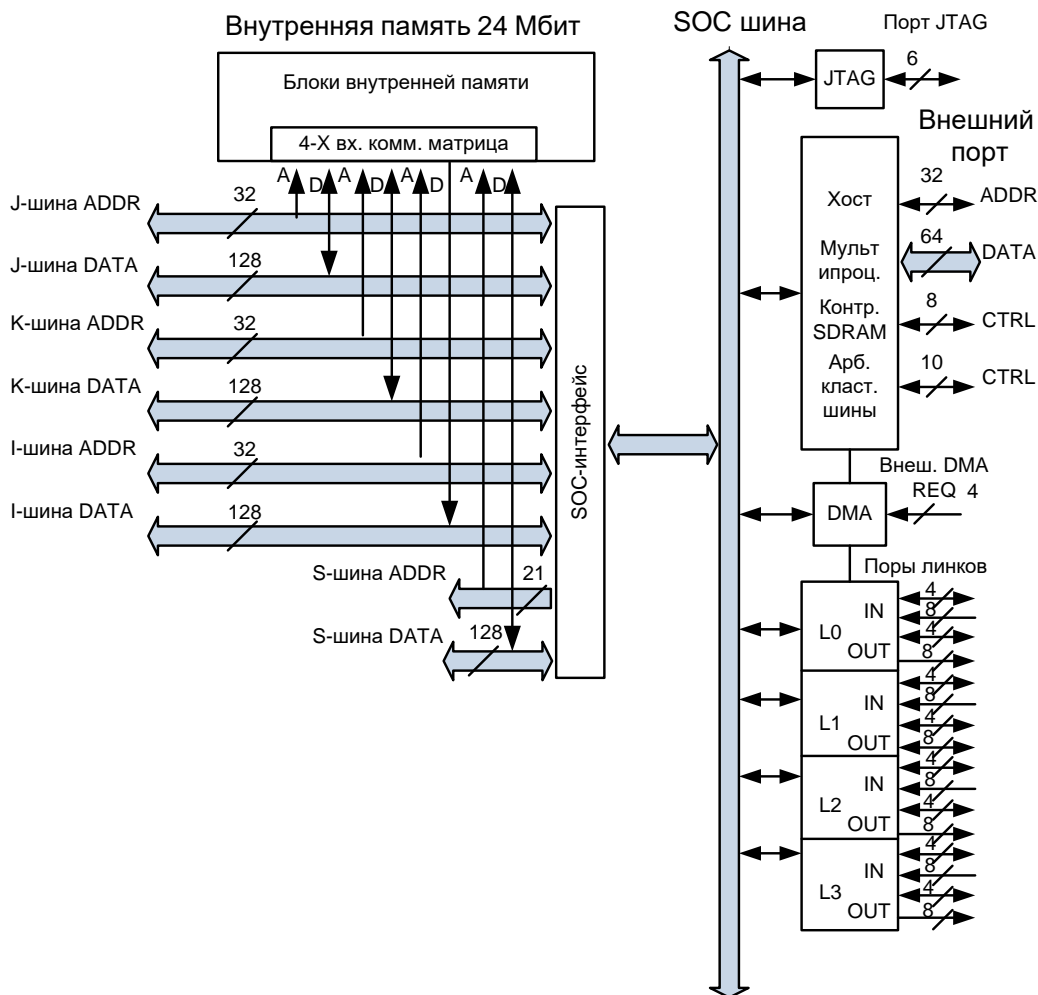 Внутренняя память 24 Мбит
Блоки внутренней памяти
4-Х вх. комм. матрица
A
D
A
D
A
D
A
D
J-шина ADDR
32
J-шина DATA
128
K-шина ADDR
32
K-шина DATA
128
I-шина ADDR
32
I-шина DATA
128
S-шина ADDR
21
S-шина DATA
128
SOC-интерфейс
SOC шина
Порт JTAG
JTAG
6
Внешний
порт
Хост
Мульт
ипроц.
Контр.
SDRAM
Арб.
класт.
шины
32
ADDR
64
DATA
8
CTRL
10
CTRL
Внеш. DMA
REQ 4
DMA
Поры линков
L0
IN
OUT
4
8
4
8
L1
IN
OUT
4
8
4
8
L2
IN
OUT
4
8
4
8
L3
IN
OUT
4
8
4
8